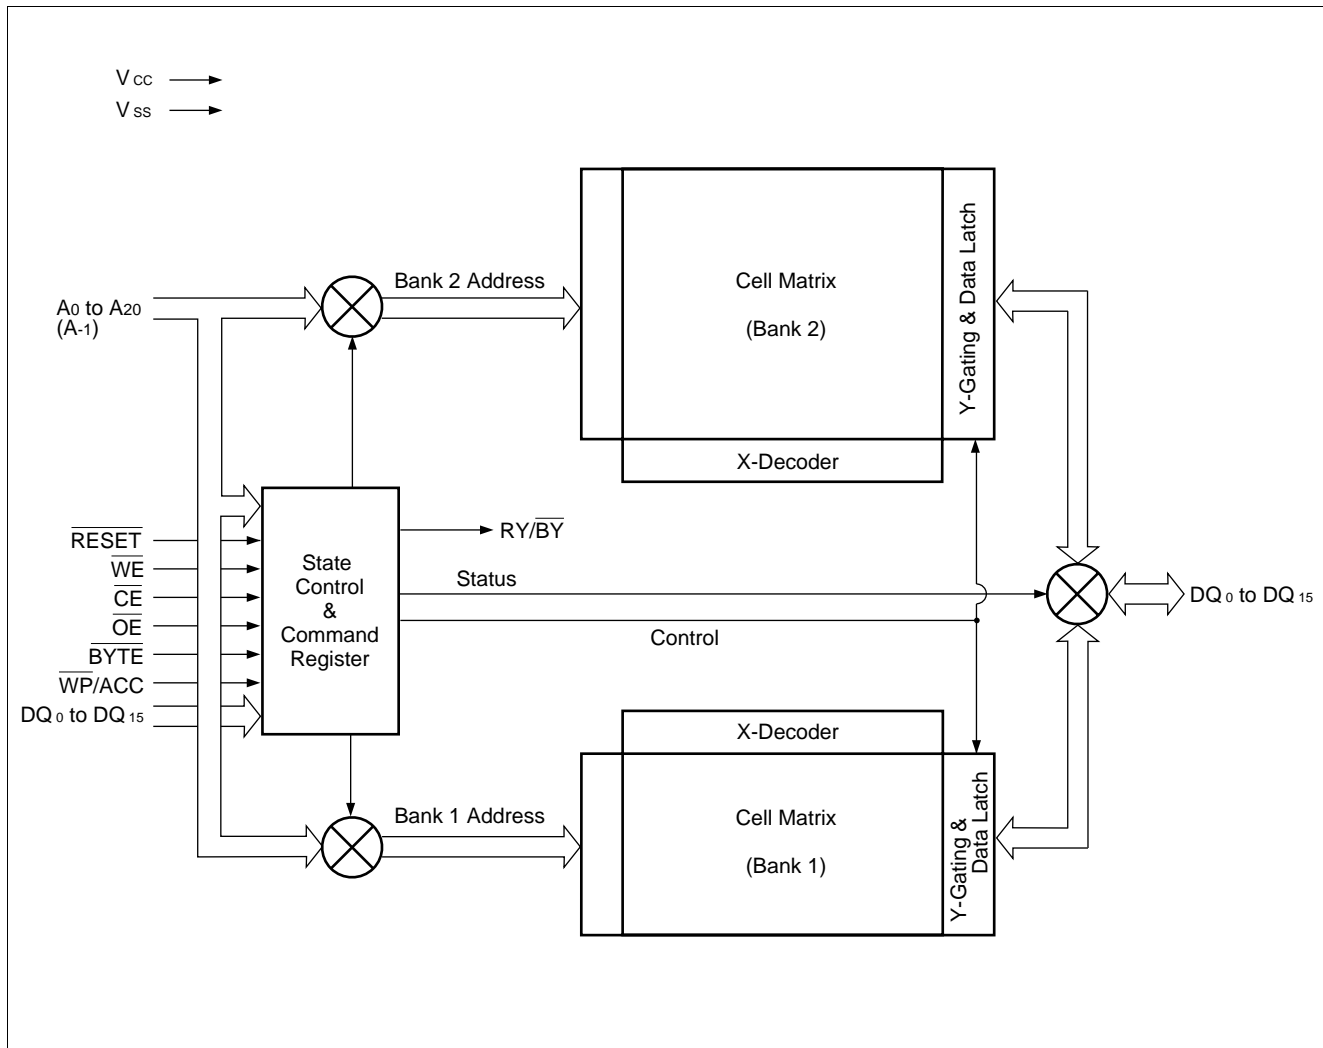 VCC
VSS
Bank 2 Address
A0 to A20
(A-1)
Cell Matrix
(Bank 2)
Y-Gating & Data Latch
X-Decoder
RESET
WE
CE
OE
BYTE
WP/ACC
DQ0 to DQ15
State
Control
&
Command
Register
RY/BY
Status
Control
DQ0 to DQ15
X-Decoder
Bank 1 Address
Cell Matrix
(Bank 1)
Y-Gating &
Data Latch